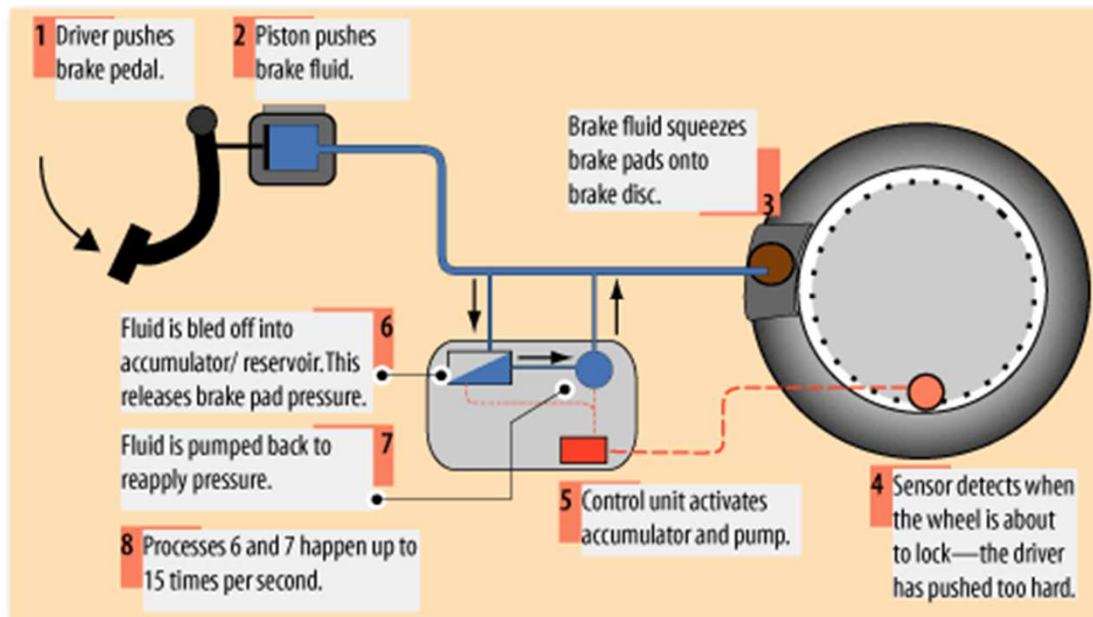 1 Driver pushes
brake pedal.
2 Piston pushes
brake fluid.
Brake fluid squeezes
brake pads onto
brake disc.
3
Fluid is bled off into 6
accumulator/ reservoir. This
releases brake pad pressure.
Fluid is pumped back to 7
reapply pressure.
8 Processes 6 and 7 happen up to
15 times per second.
5 Control unit activates
accumulator and pump.
4 Sensor detects when
the wheel is about
to lock—the driver
has pushed too hard.